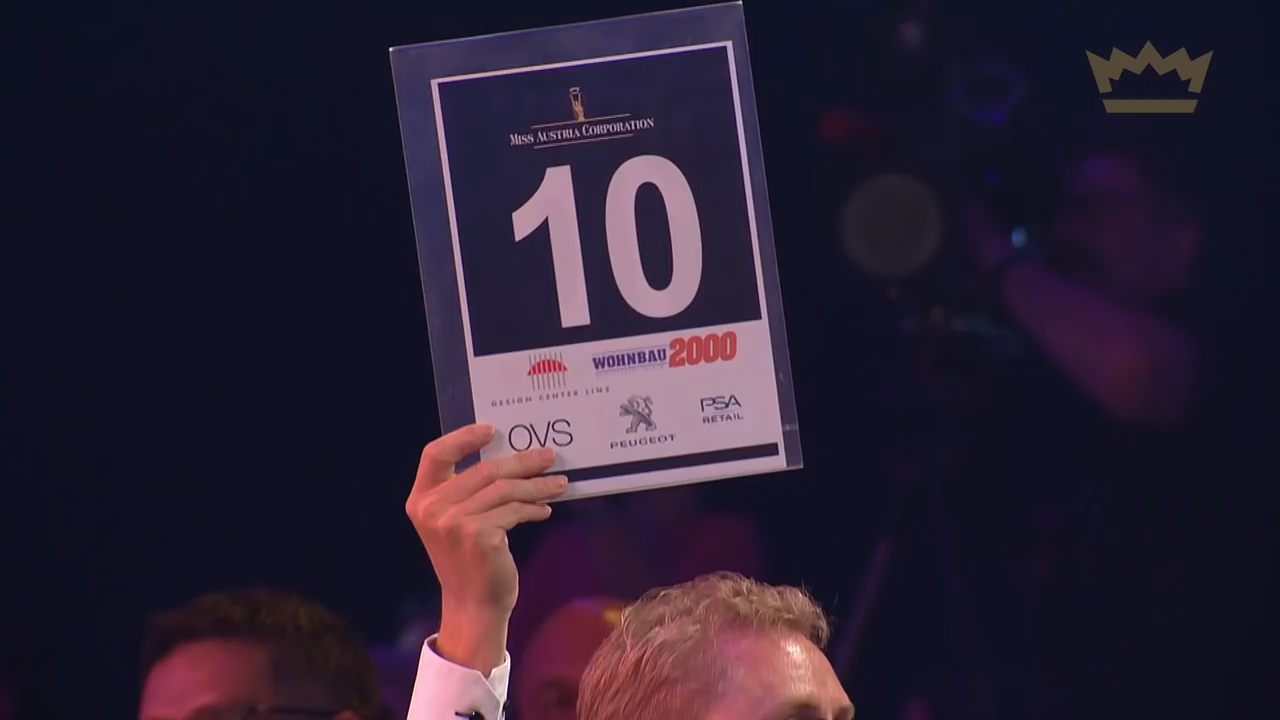 MISS AUSTRIA CORPORATION
10
WOHNBAU 2000
DESIGN CENTER LINZ
OVS
PEUGEOT
PSA
RETAIL